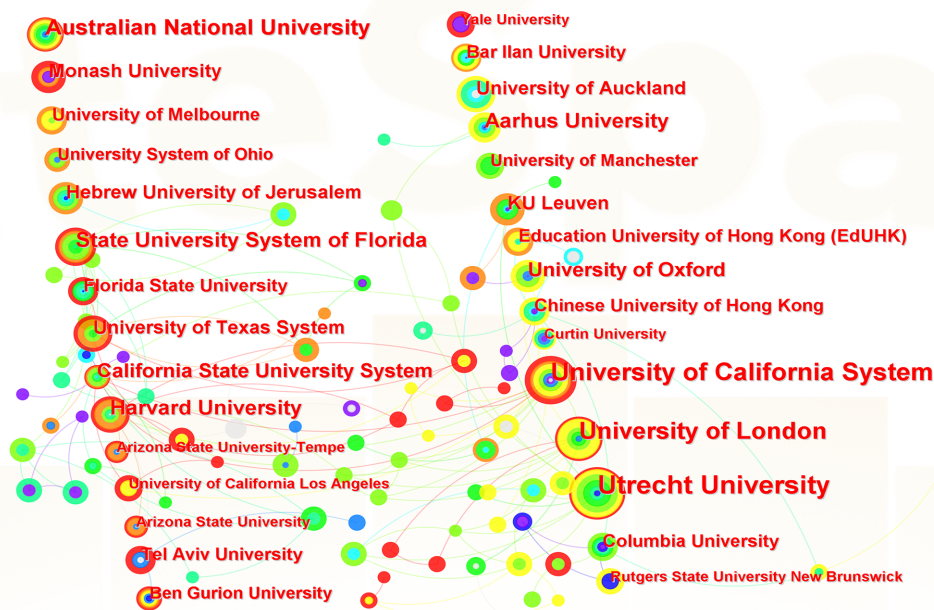 Australian National University
Monash University
University of Melbourne
University System of Ohio
Hebrew University of Jerusalem
State University System of Florida
Florida State University
University of Texas System
California State University System
Harvard University
Arizona State University-Tempe
University of California Los Angeles
Arizona State University
Tel Aviv University
Ben Gurion University
Yale University
Bar Ilan University
University of Auckland
Aarhus University
University of Manchester
KU Leuven
Education University of Hong Kong (EdUHK)
University of Oxford
Chinese University of Hong Kong
Curtin University
University of California System
University of London
Utrecht University
Columbia University
Rutgers State University New Brunswick